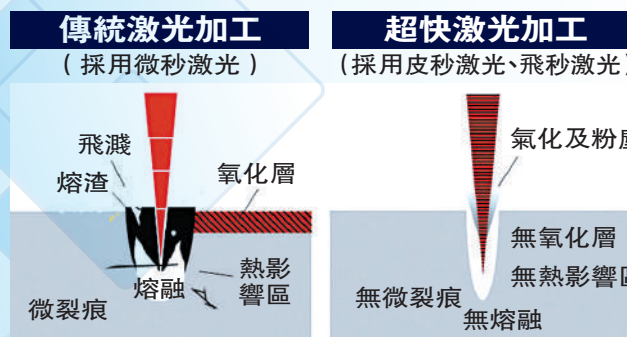 傳統激光加工
（採用微秒激光）
飛濺
熔渣
氧化層
熔融
熱影
響區
微裂痕
超快激光加工
（採用皮秒激光、飛秒激光）
氣化及粉塵
無氧化層
無熱影響區
無微裂痕
無熔融